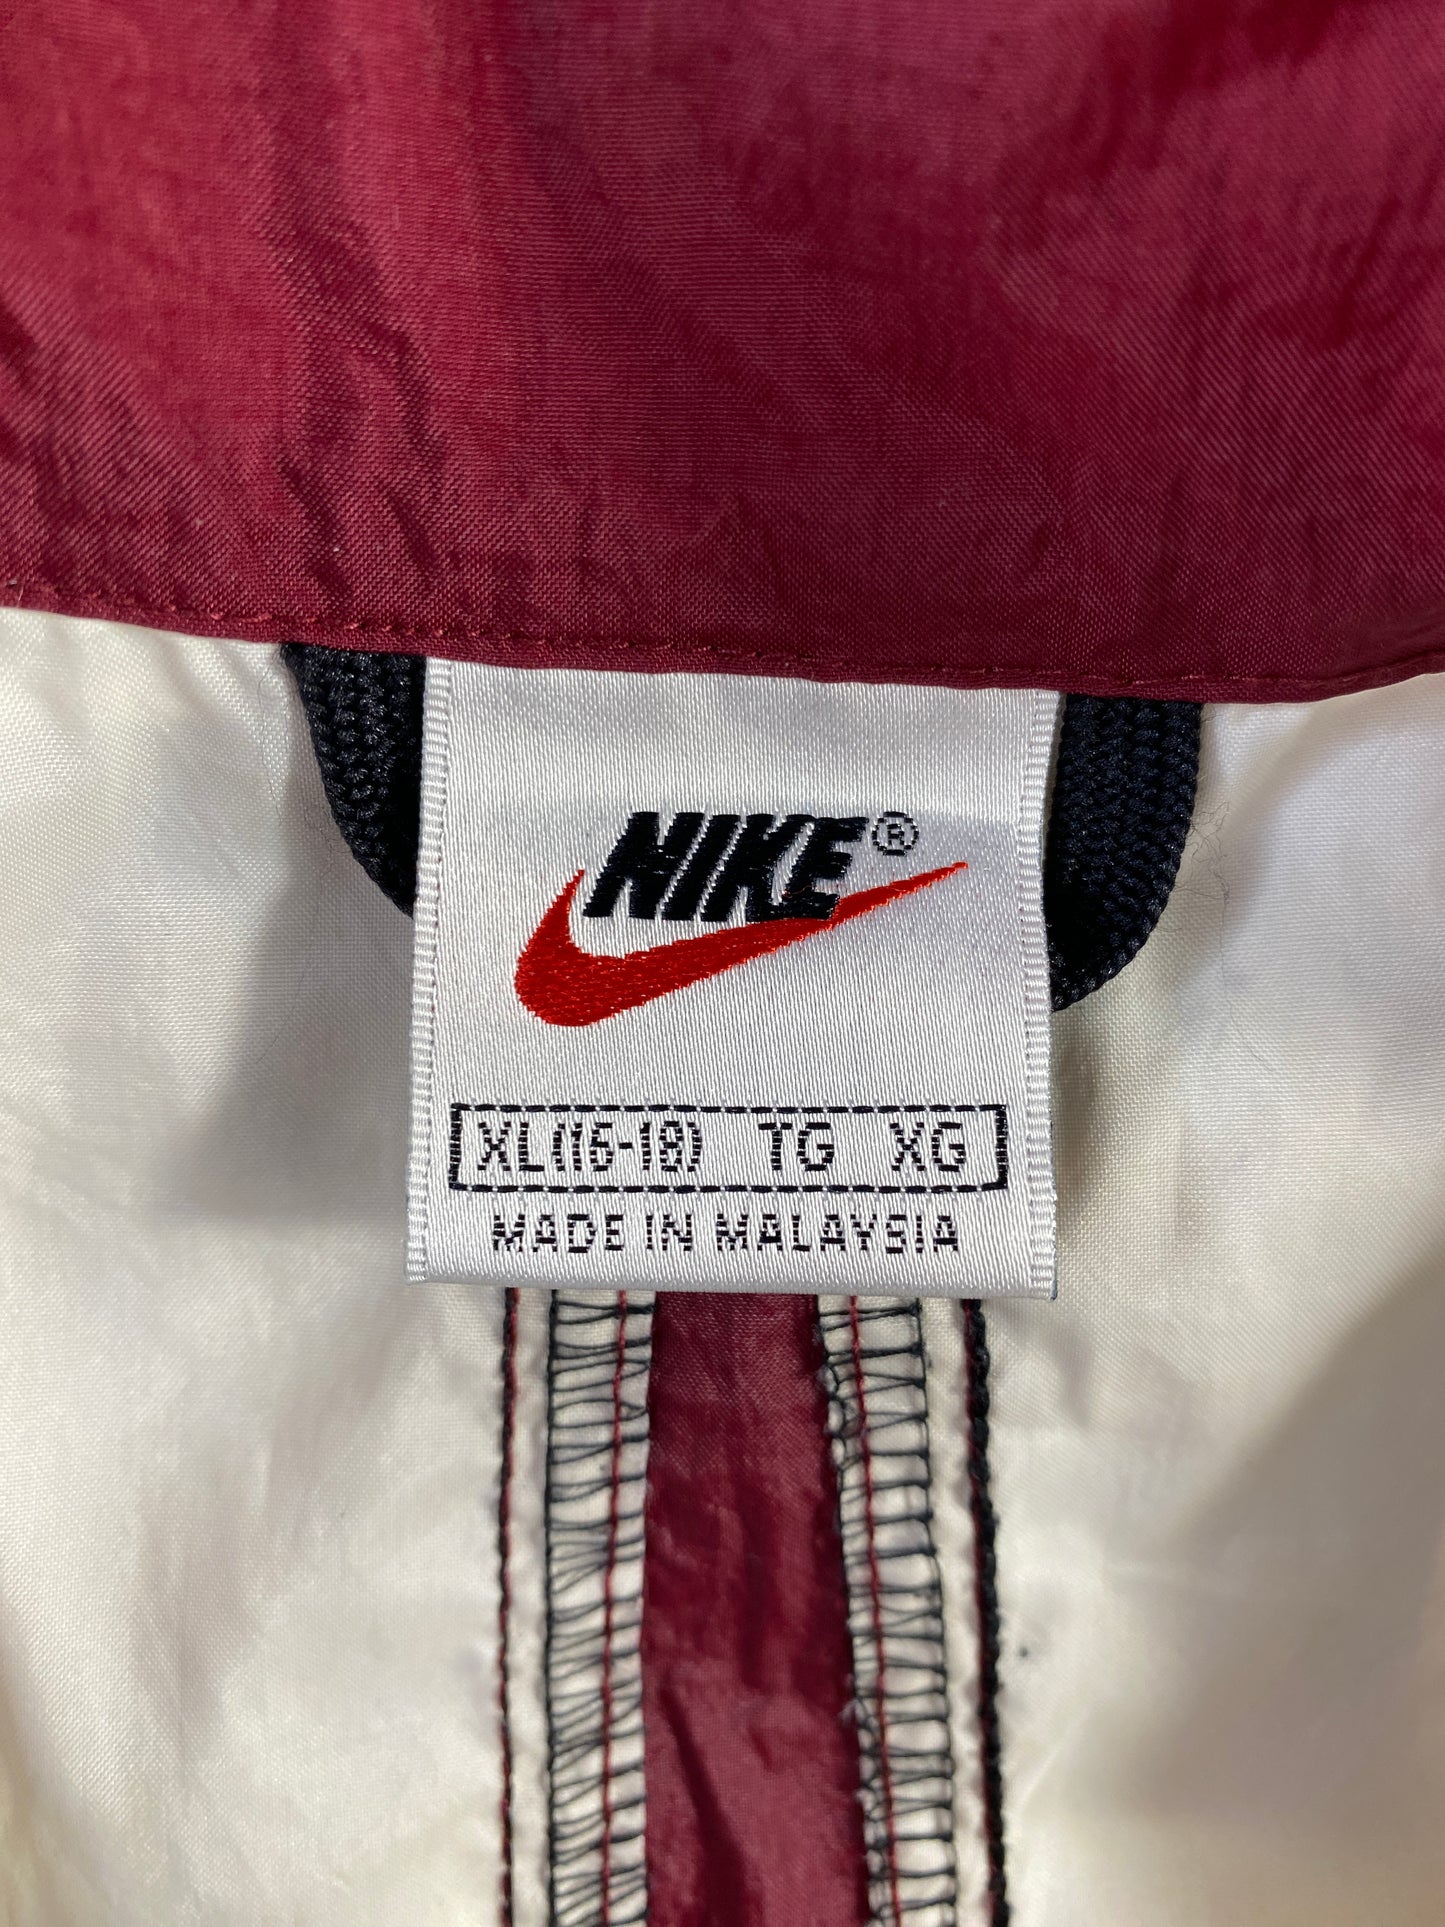 NIKE®
XL(16-18) TG XG
MADE IN MALAYSIA